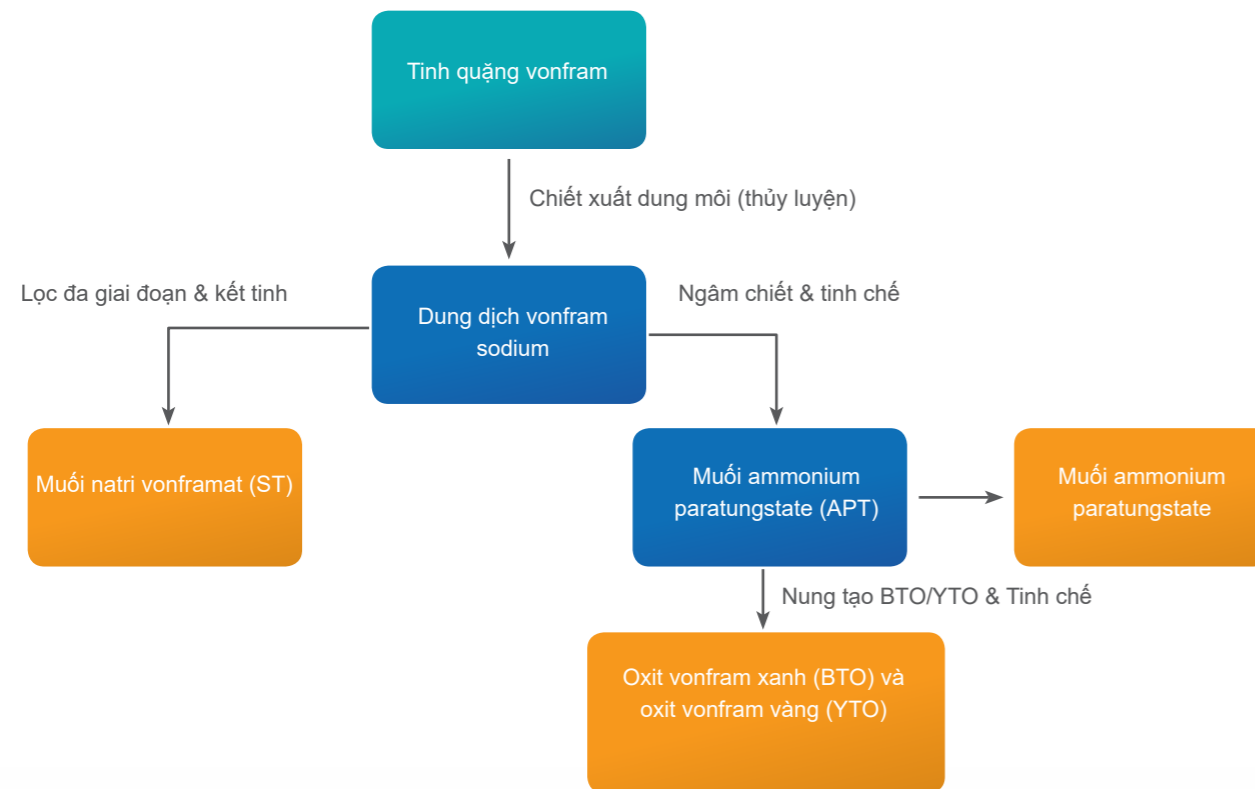 Tinh quặng vonfram
Chiết xuất dung môi (thủy luyện)
Lọc đa giai đoạn & kết tinh
Dung dịch vonfram
sodium
Ngâm chiết & tinh chế
Muối natri vonframat (ST)
Muối ammonium
paratungstate (APT)
Muối ammonium
paratungstate
Nung tạo BTO/YTO & Tinh chế
Oxit vonfram xanh (BTO) và
oxit vonfram vàng (YTO)